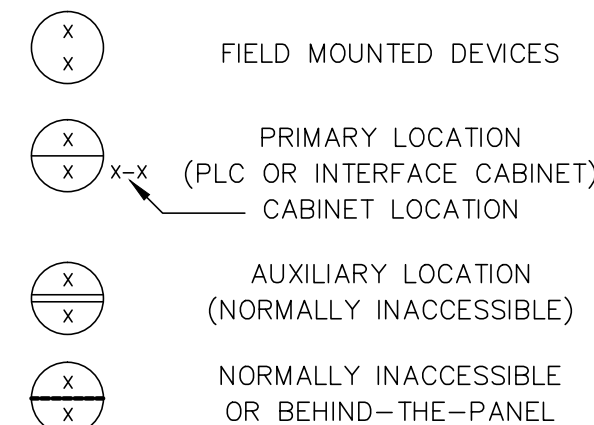 X
X
FIELD MOUNTED DEVICES
X
X
X-X
PRIMARY LOCATION
(PLC OR INTERFACE CABINET)
CABINET LOCATION
X
X
AUXILIARY LOCATION
(NORMALLY INACCESSIBLE)
X
X
NORMALLY INACCESSIBLE
OR BEHIND-THE-PANEL